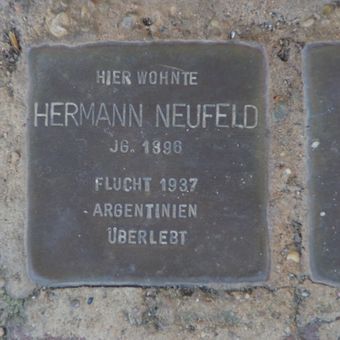 HIER WOHNTE
HERMANN NEUFELD
JG. 1896
FLUCHT 1937
ARGENTINIEN
ÜBERLEBT